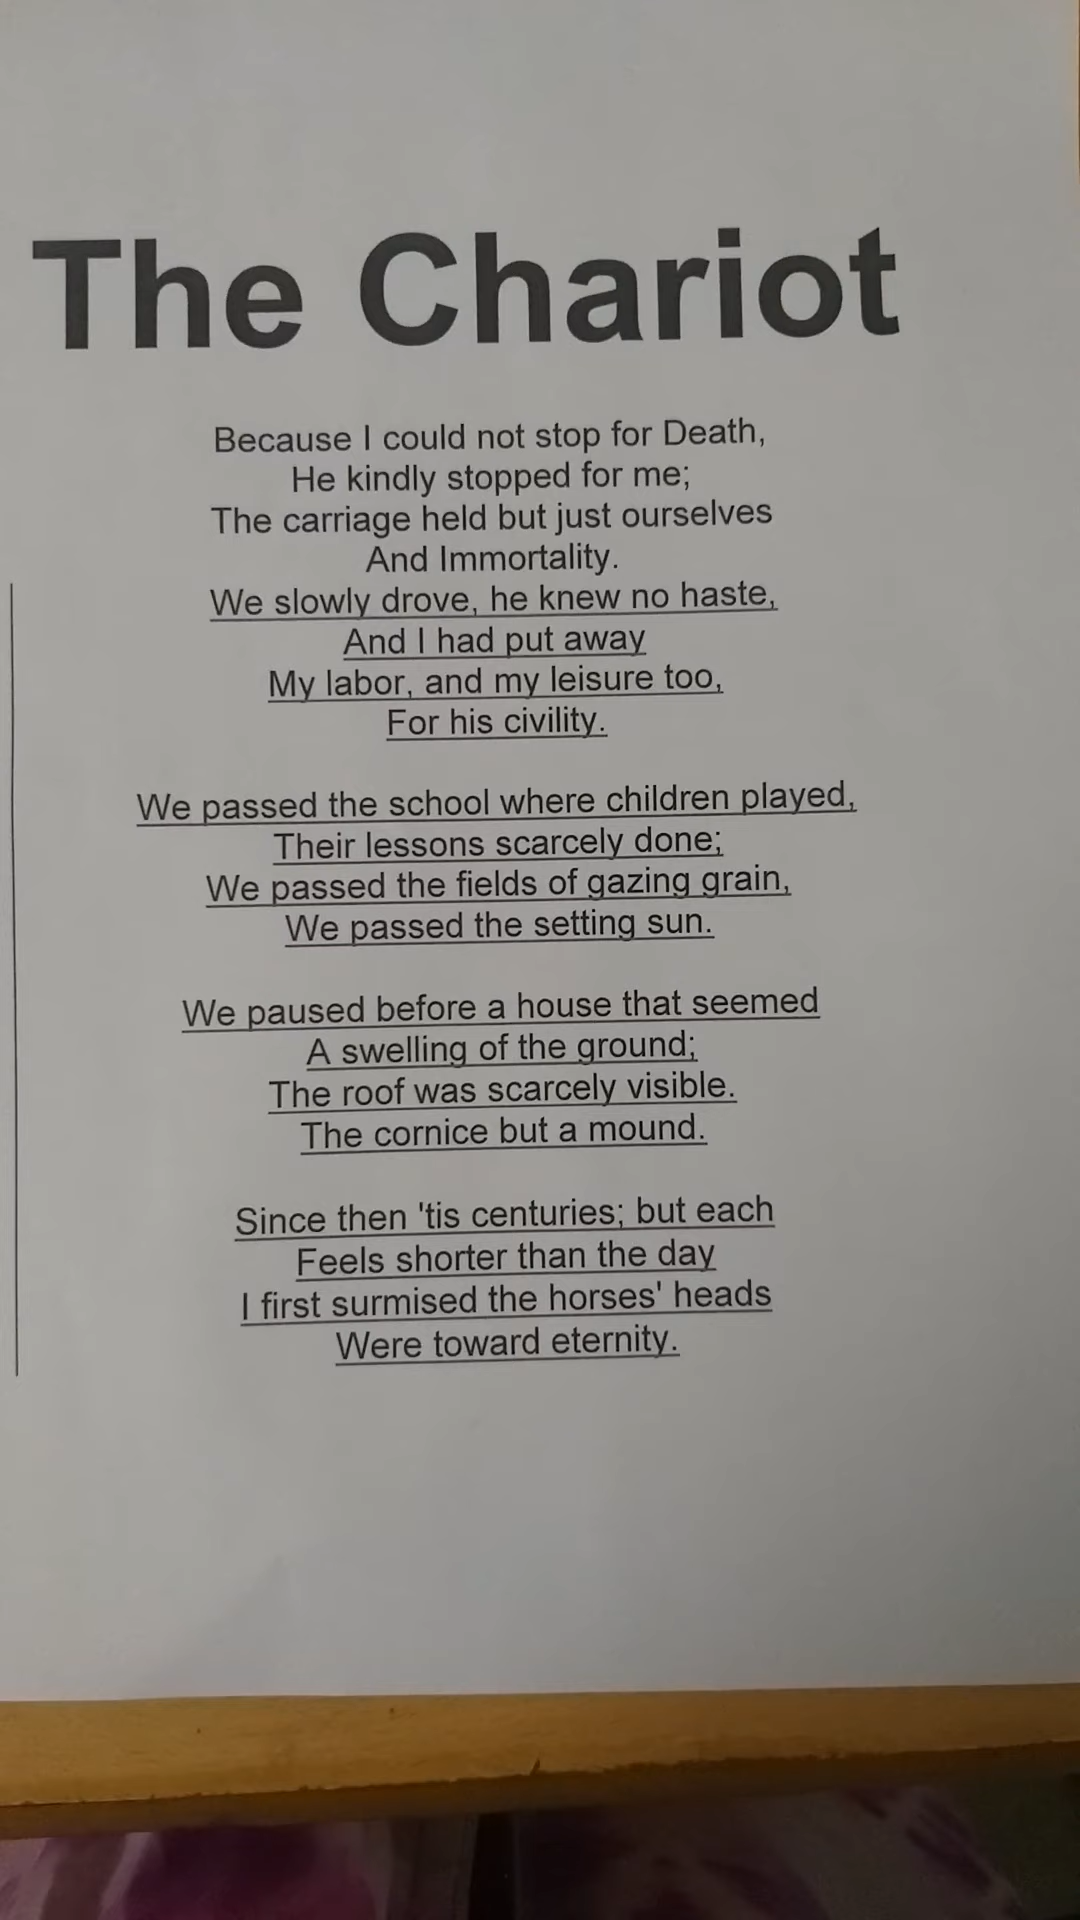 The Chariot
Because I could not stop for Death,
He kindly stopped for me;
The carriage held but just ourselves
And Immortality.
We slowly drove, he knew no haste,
And I had put away
My labor, and my leisure too,
For his civility.
We passed the school where children played,
Their lessons scarcely done;
We passed the fields of gazing grain,
We passed the setting sun.
We paused before a house that seemed
A swelling of the ground;
The roof was scarcely visible.
The cornice but a mound.
Since then 'tis centuries; but each
Feels shorter than the day
I first surmised the horses' heads
Were toward eternity.